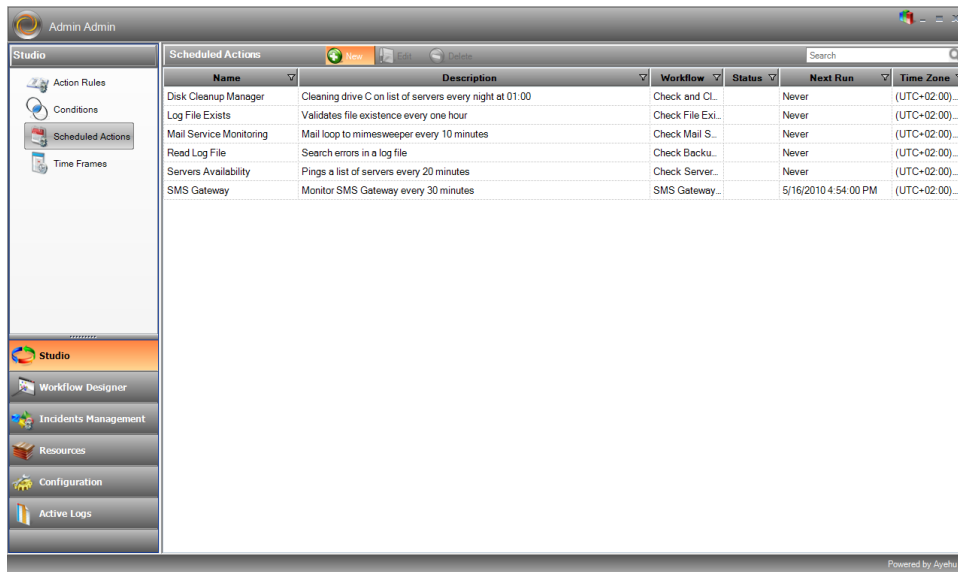 Admin Admin
Studio
Action Rules
Conditions
Scheduled Actions
Time Frames
Studio
Workflow Designer
Incidents Management
Resources
Configuration
Active Logs
Scheduled Actions New Edit Delete Search
Name Description Workflow Status Next Run Time Zone
Disk Cleanup Manager Cleaning drive C on list of servers every night at 01:00 Check and Cl... Never (UTC+02:00)...
Log File Exists Validates file existence every one hour Check File Exi... Never (UTC+02:00)...
Mail Service Monitoring Mail loop to mimesweeper every 10 minutes Check Mail S... Never (UTC+02:00)...
Read Log File Search errors in a log file Check Backu... Never (UTC+02:00)...
Servers Availability Pings a list of servers every 20 minutes Check Server... Never (UTC+02:00)...
SMS Gateway Monitor SMS Gateway every 30 minutes SMS Gateway... 5/16/2010 4:54:00 PM (UTC+02:00)...
Powered by Ayehu